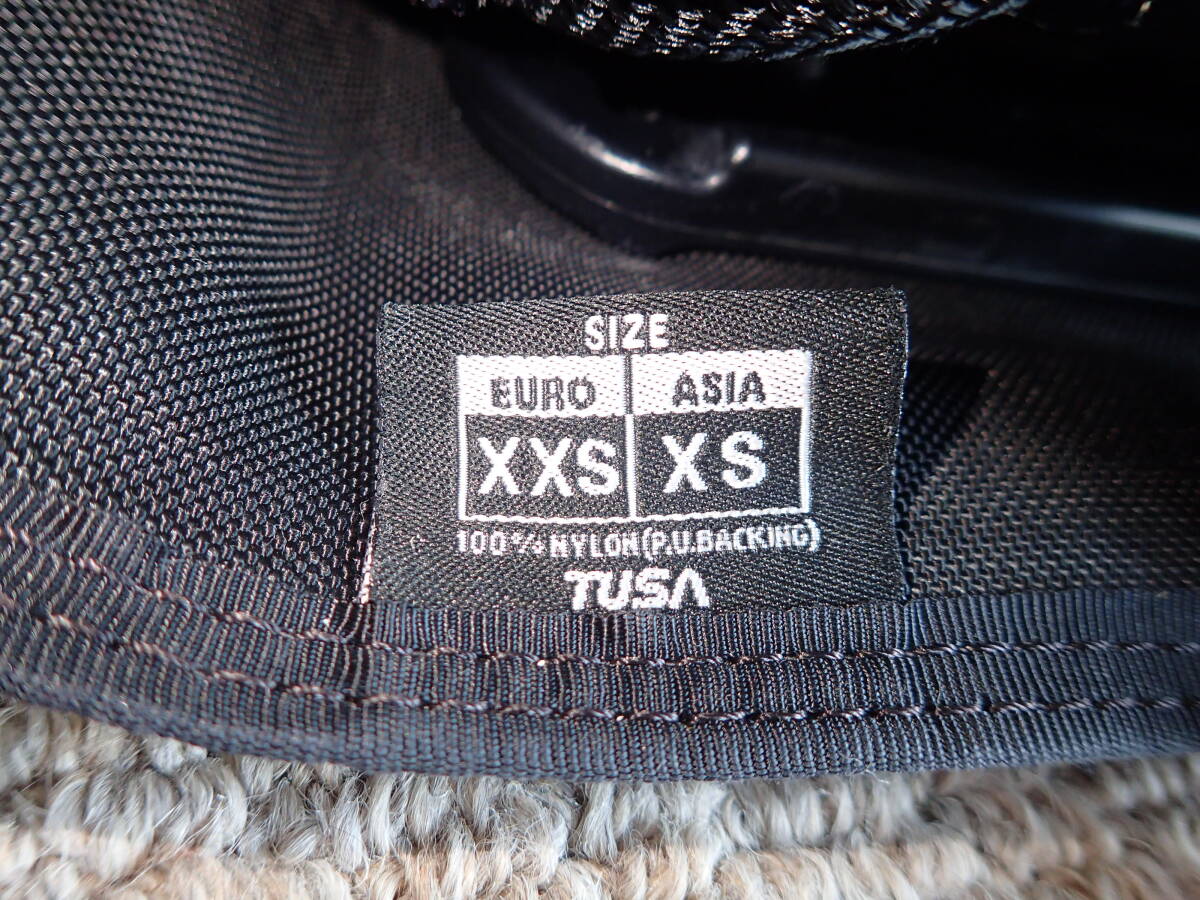 SIZE
EURO ASIA
XXS XS
100% NYLON(P.U.BACKING)
TUSA